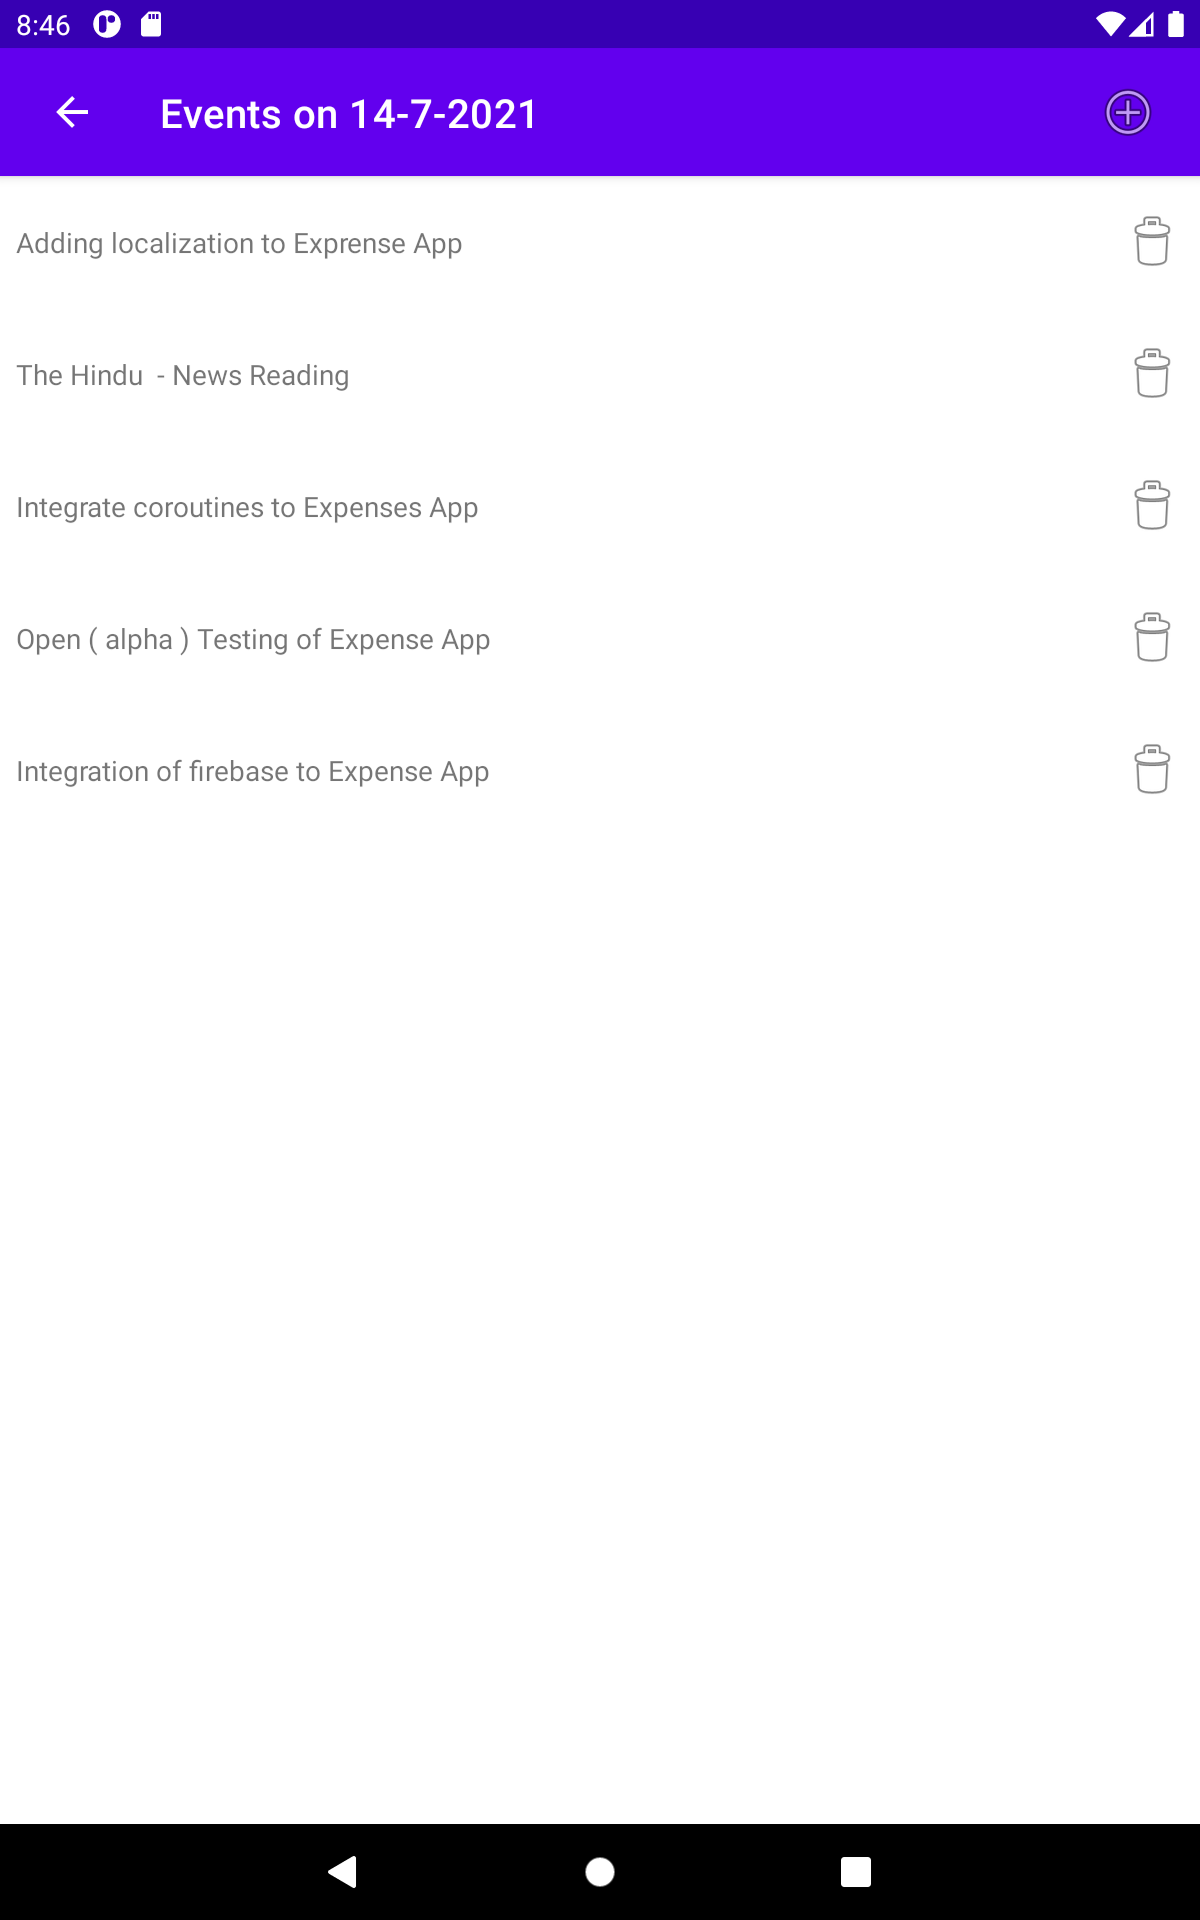 8:46
Events on 14-7-2021
Adding localization to Exprense App
The Hindu  - News Reading
Integrate coroutines to Expenses App
Open ( alpha ) Testing of Expense App
Integration of firebase to Expense App